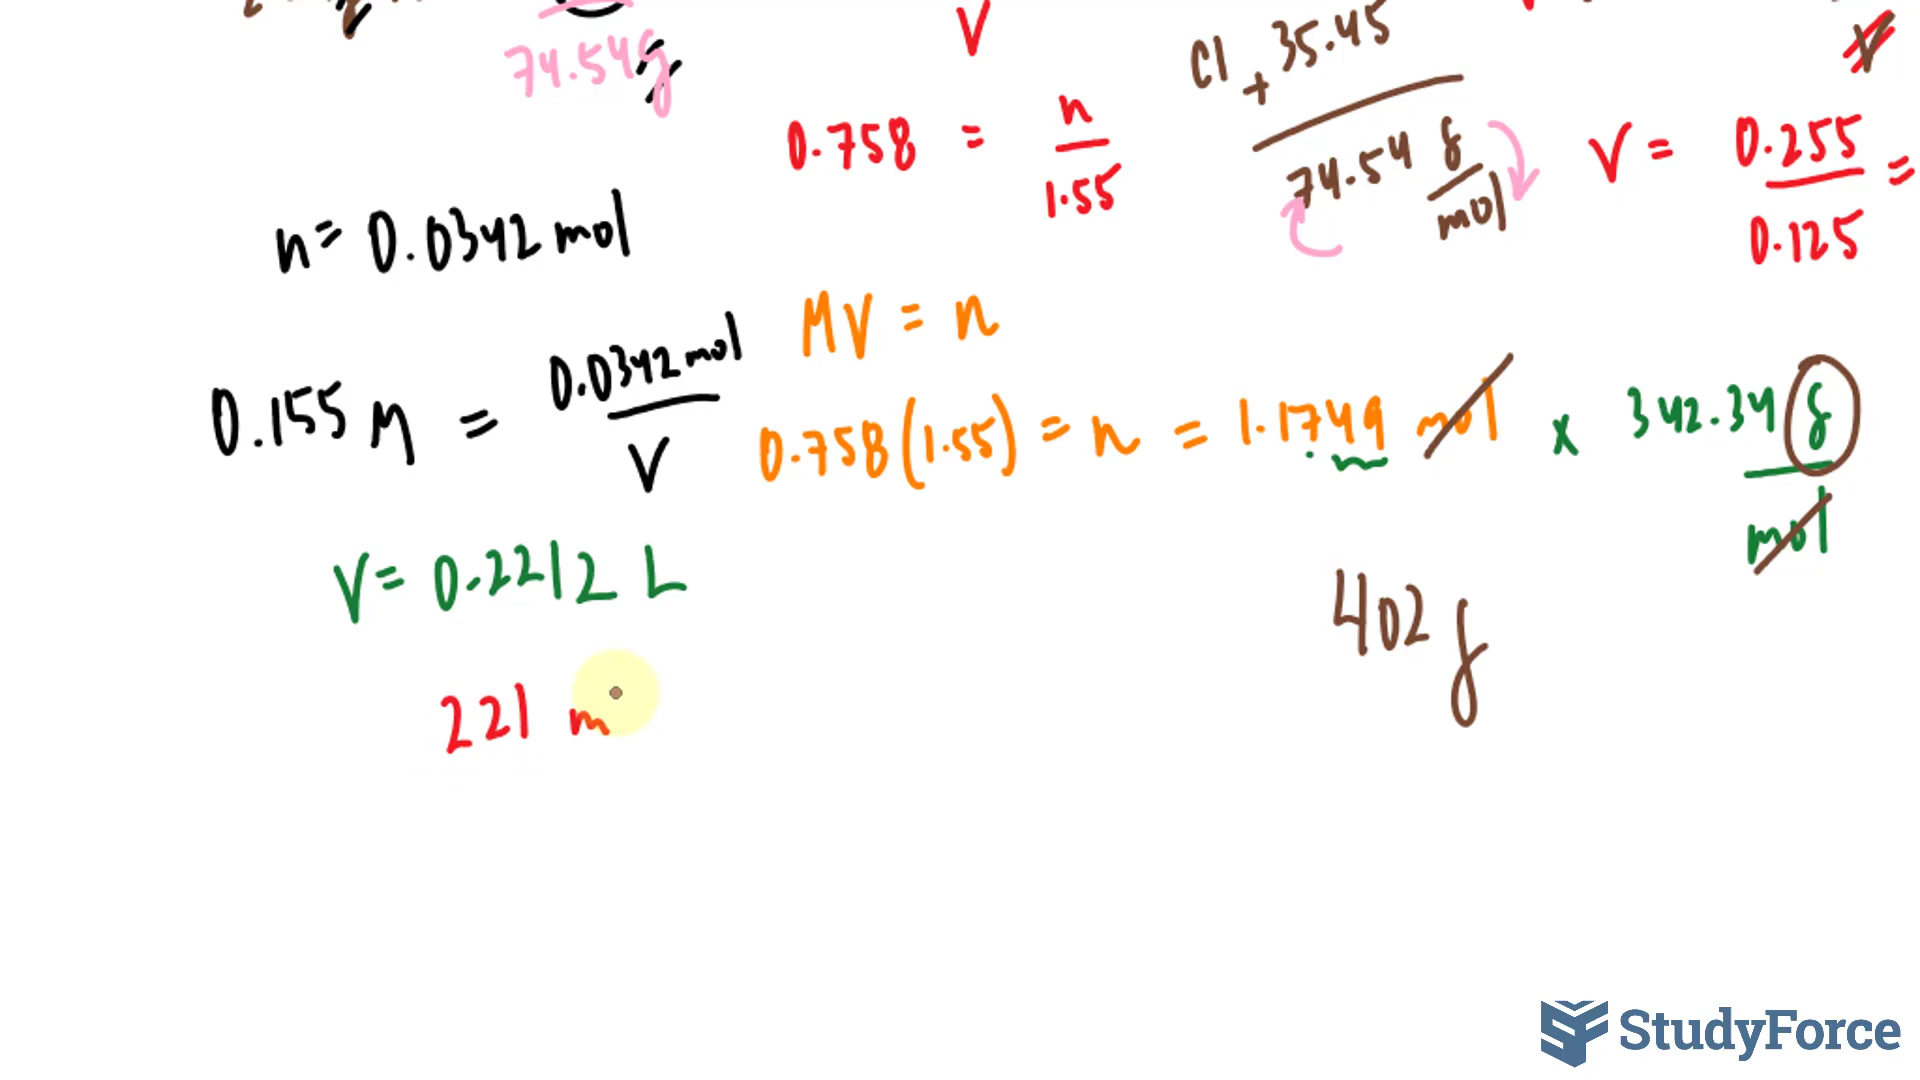 74.54g
n = 0.0342 mol
0.155 M = 0.0342 mol / V
V = 0.2212 L
221 m
V
0.758 = n / 1.55
MV = n
0.758 (1.55) = n = 1.1749 mol x 342.34 g / mol
402 g
Cl + 35.45
74.54 g / mol
V = 0.255 / 0.125 =
StudyForce